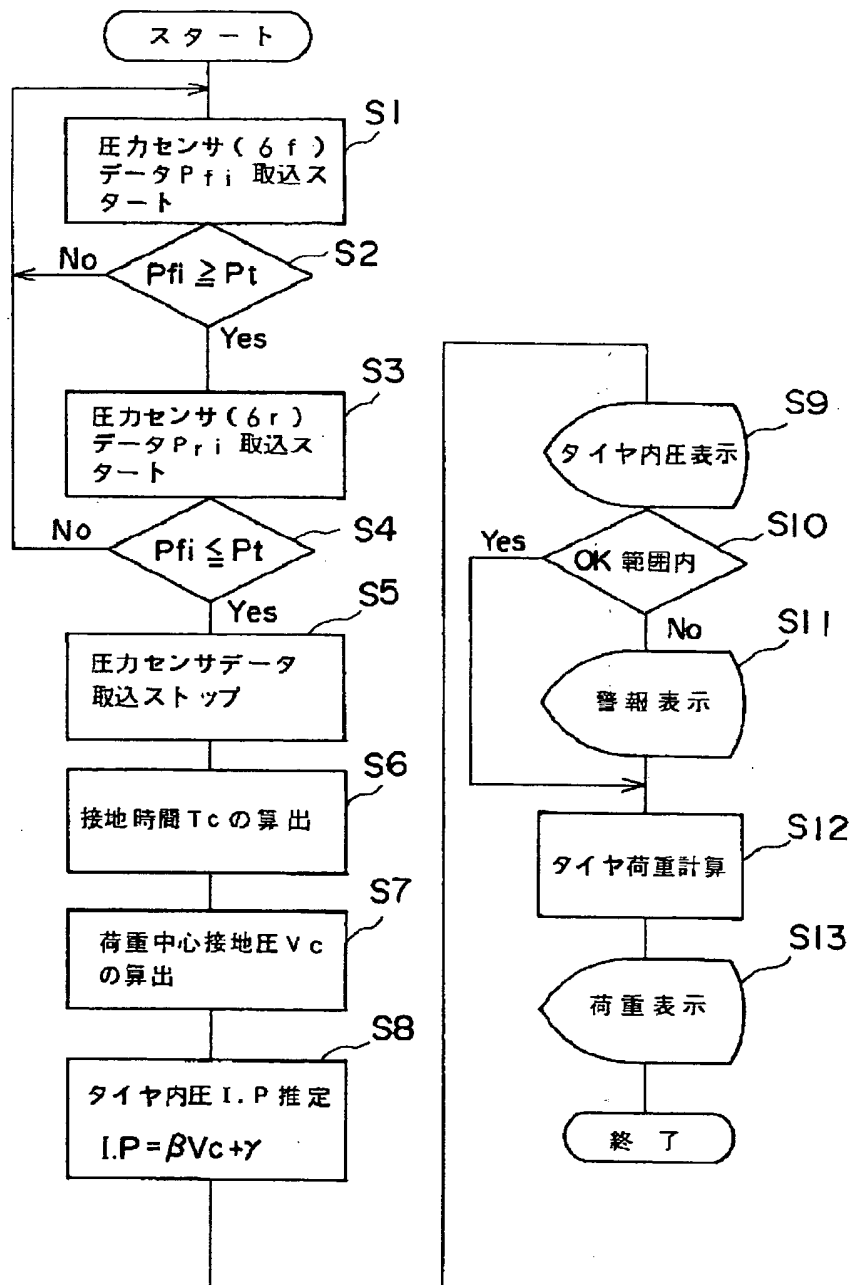 スタート
S1
圧力センサ(6f)
データPfi 取込ス
タート
S2
No
Pfi ≧ Pt
Yes
S3
圧力センサ(6r)
データPri 取込ス
タート
S4
No
Pfi ≦ Pt
Yes
S5
圧力センサデータ
取込ストップ
S6
接地時間Tcの算出
S7
荷重中心接地圧Vc
の算出
S8
タイヤ内圧I.P推定
I.P=βVc+γ
S9
タイヤ内圧表示
S10
Yes
OK範囲内
No
S11
警報表示
S12
タイヤ荷重計算
S13
荷重表示
終了